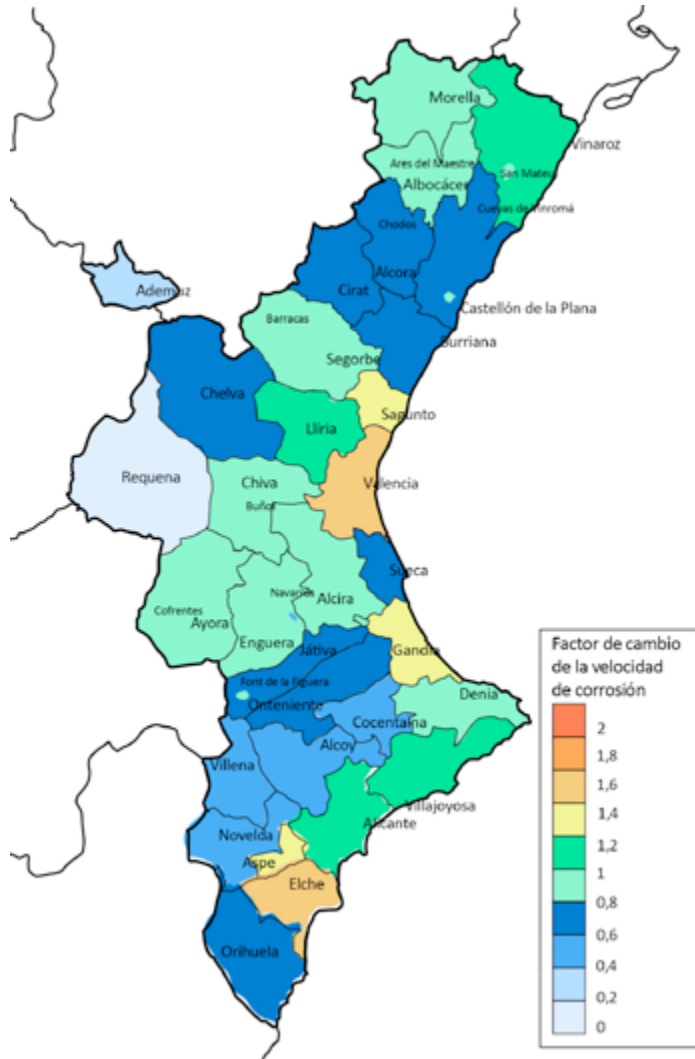 Morella
Vinaroz
Ares del Maestre
San Mateu
Albocácer
Cuevas de Vinromá
Chodos
Alcora
Cirat
Ademuz
Castellón de la Plana
Barracas
Burriana
Segorbe
Chelva
Sagunto
Llíria
Requena
Chiva
Valencia
Buñol
Sueca
Navarrés
Cofrentes
Alcira
Ayora
Enguera
Játiva
Gandía
Font de la Figuera
Denia
Onteniente
Cocentaina
Alcoy
Villena
Villajoyosa
Alicante
Novelda
Aspe
Elche
Orihuela
Factor de cambio
de la velocidad
de corrosión
2
1,8
1,6
1,4
1,2
1
0,8
0,6
0,4
0,2
0